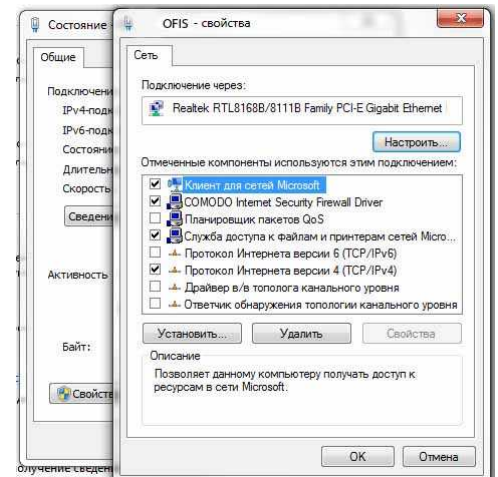 Состояние
OFIS - свойства
Общие
Сеть
Подключени
IPv4-подк
IPv6-подк
Состояни
Длительн
Скорость
Сведени
Активность
Байт:
Свойст
Подключение через:
Realtek RTL8168B/8111B Family PCI-E Gigabit Ethernet
Настроить...
Отмеченные компоненты используются этим подключением:
Клиент для сетей Microsoft
COMODO Internet Security Firewall Driver
Планировщик пакетов QoS
Служба доступа к файлам и принтерам сетей Micro...
Протокол Интернета версии 6 (TCP/IPv6)
Протокол Интернета версии 4 (TCP/IPv4)
Драйвер в/в тополога канального уровня
Ответчик обнаружения топологии канального уровня
Установить...
Удалить
Свойства
Описание
Позволяет данному компьютеру получать доступ к
ресурсам в сети Microsoft.
OK
Отмена
олучение сведен